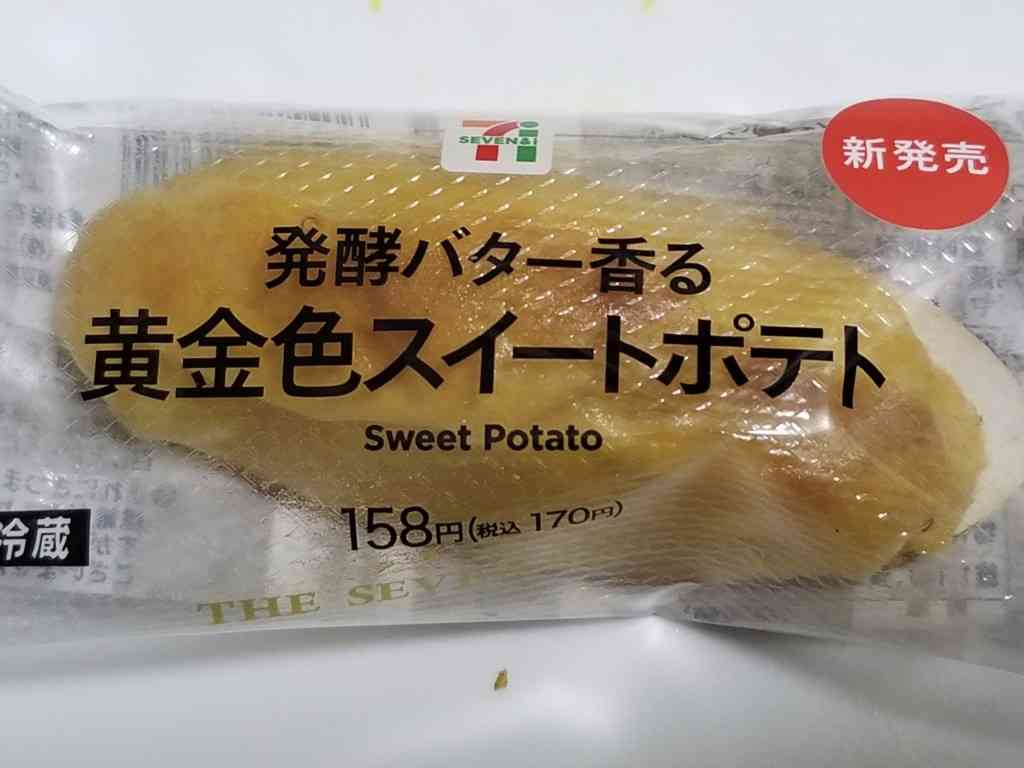 SEVEN&i
新発売
発酵バター香る
黄金色スイートポテト
Sweet Potato
158円(税込 170円)
冷蔵
THE SEV